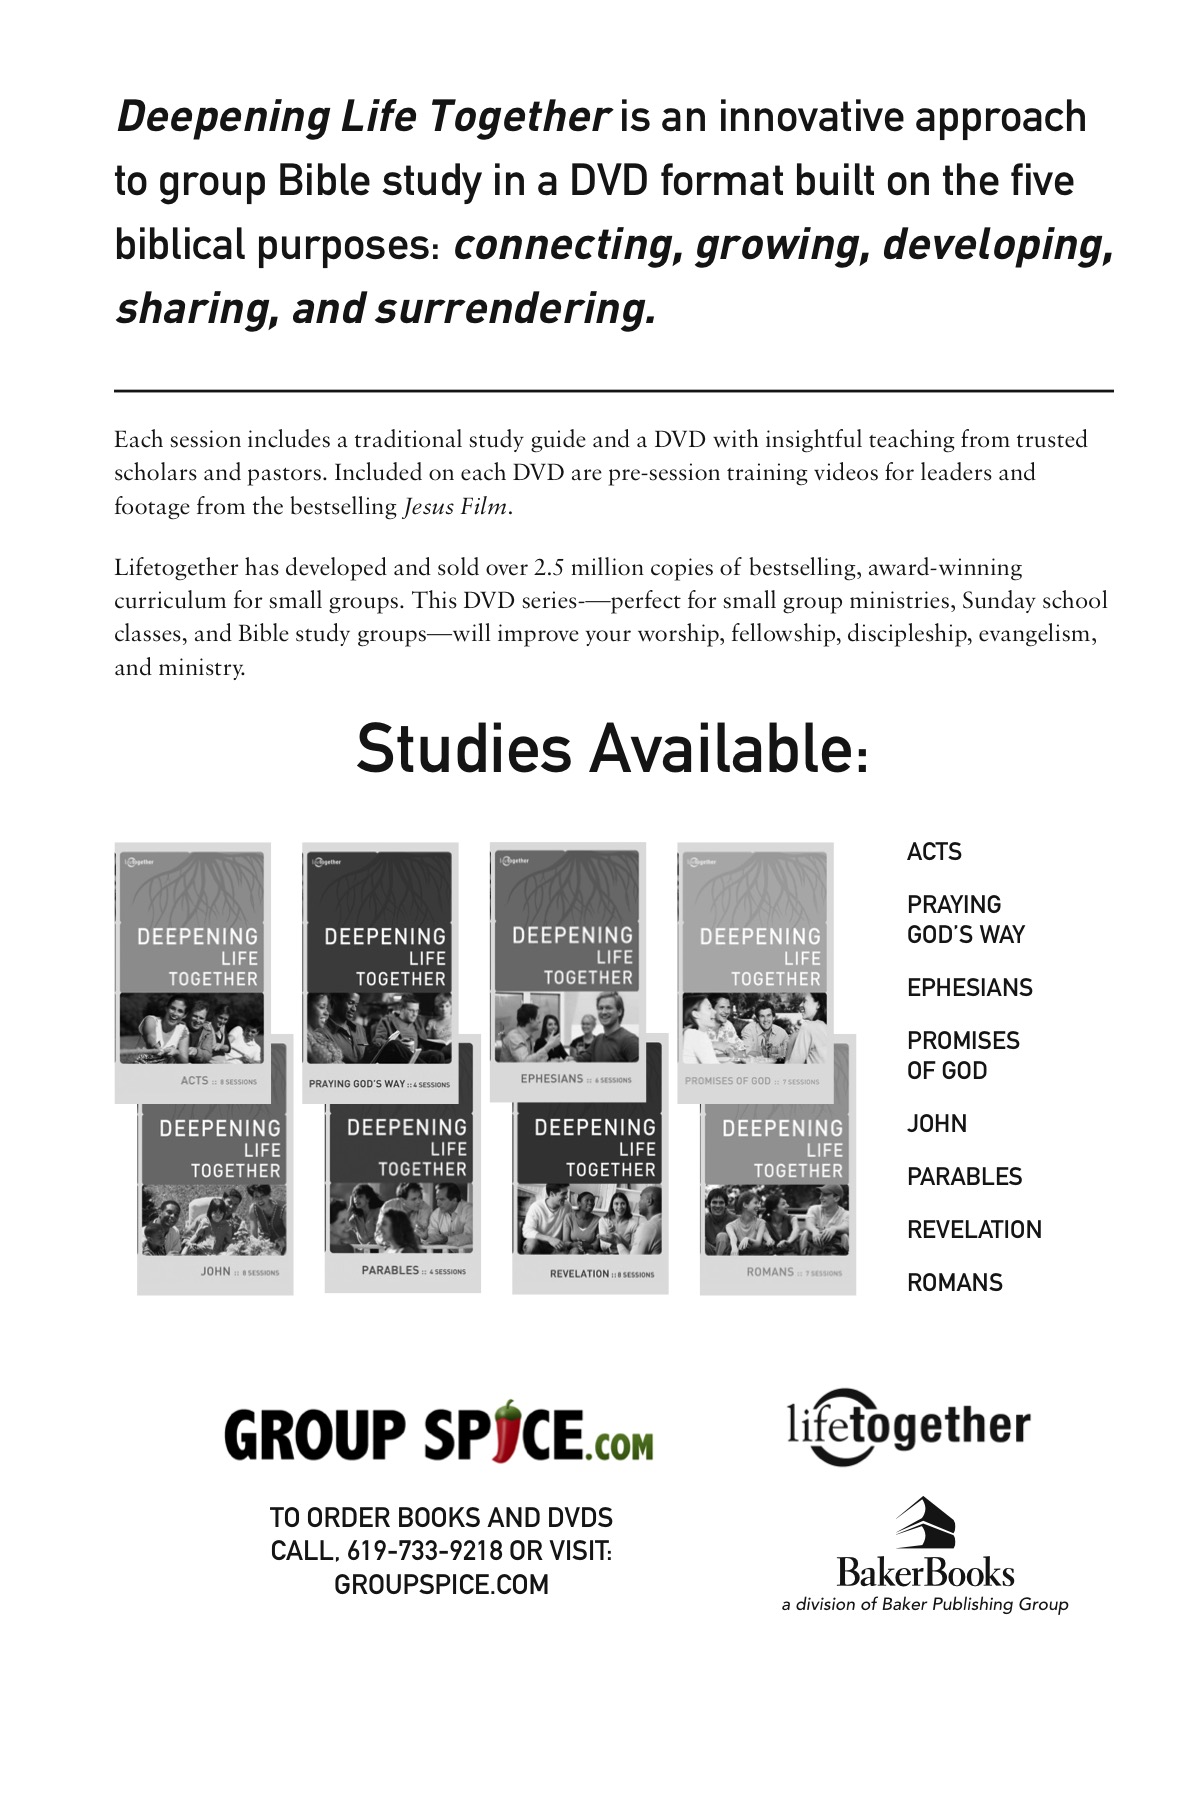 Deepening Life Together is an innovative approach
to group Bible study in a DVD format built on the five
biblical purposes: connecting, growing, developing,
sharing, and surrendering.
Each session includes a traditional study guide and a DVD with insightful teaching from trusted
scholars and pastors. Included on each DVD are pre-session training videos for leaders and
footage from the bestselling Jesus Film.
Lifetogether has developed and sold over 2.5 million copies of bestselling, award-winning
curriculum for small groups. This DVD series-—perfect for small group ministries, Sunday school
classes, and Bible study groups—will improve your worship, fellowship, discipleship, evangelism,
and ministry.
Studies Available:
lifetogether
DEEPENING
LIFE
TOGETHER
ACTS :: 8 SESSIONS
lifetogether
DEEPENING
LIFE
TOGETHER
PRAYING GOD'S WAY :: 4 SESSIONS
lifetogether
DEEPENING
LIFE
TOGETHER
EPHESIANS :: 6 SESSIONS
lifetogether
DEEPENING
LIFE
TOGETHER
PROMISES OF GOD :: 7 SESSIONS
DEEPENING
LIFE
TOGETHER
JOHN :: 8 SESSIONS
DEEPENING
LIFE
TOGETHER
PARABLES :: 6 SESSIONS
DEEPENING
LIFE
TOGETHER
REVELATION :: 8 SESSIONS
DEEPENING
LIFE
TOGETHER
ROMANS :: 7 SESSIONS
ACTS
PRAYING
GOD'S WAY
EPHESIANS
PROMISES
OF GOD
JOHN
PARABLES
REVELATION
ROMANS
GROUP SPICE.COM
TO ORDER BOOKS AND DVDS
CALL, 619-733-9218 OR VISIT:
GROUPSPICE.COM
lifetogether
BakerBooks
a division of Baker Publishing Group